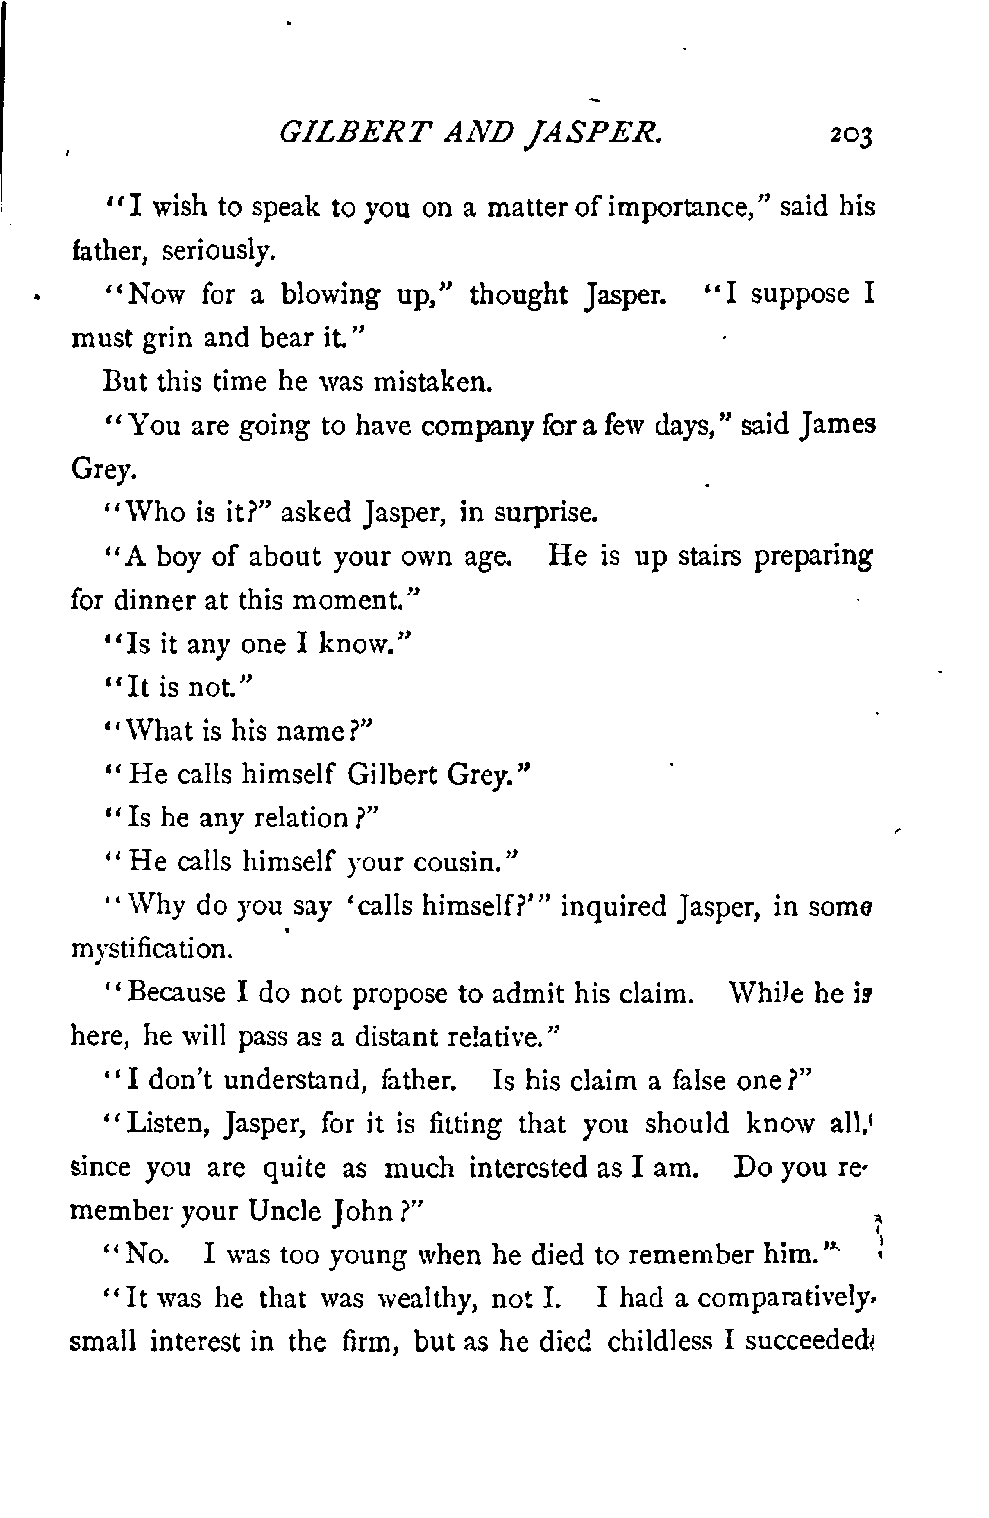 GILBERT AND JASPER. 203
"I wish to speak to you on a matter of importance," said his
father, seriously.
"Now for a blowing up," thought Jasper. "I suppose I
must grin and bear it."
But this time he was mistaken.
"You are going to have company for a few days," said James
Grey.
"Who is it?" asked Jasper, in surprise.
"A boy of about your own age. He is up stairs preparing
for dinner at this moment."
"Is it any one I know."
"It is not."
"What is his name?"
"He calls himself Gilbert Grey."
"Is he any relation?"
"He calls himself your cousin."
"Why do you say 'calls himself?'" inquired Jasper, in some
mystification.
"Because I do not propose to admit his claim. While he is
here, he will pass as a distant relative."
"I don't understand, father. Is his claim a false one?"
"Listen, Jasper, for it is fitting that you should know all,
since you are quite as much interested as I am. Do you re-
member your Uncle John?"
"No. I was too young when he died to remember him."
"It was he that was wealthy, not I. I had a comparatively
small interest in the firm, but as he died childless I succeeded